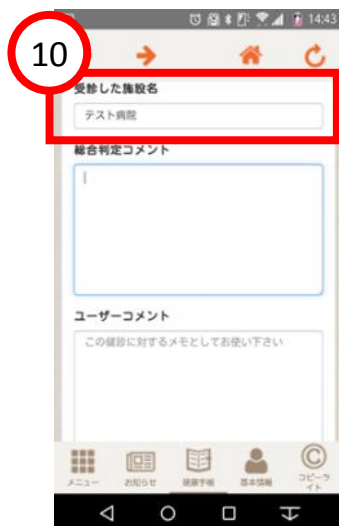 14:43
10
受診した施設名
テスト病院
総合判定コメント
ユーザーコメント
この健診に対するメモとしてお使い下さい
メニュー
お知らせ
健康手帳
基本情報
コピーライト